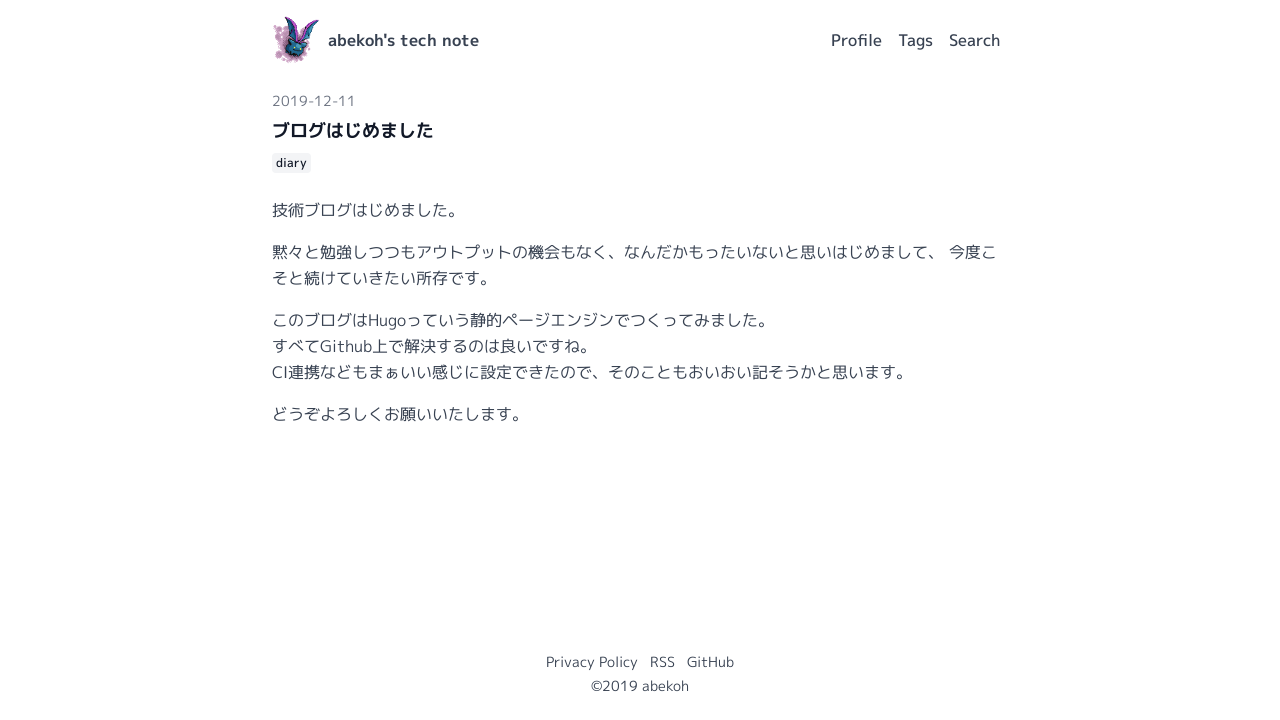 abekoh's tech note
Profile Tags Search
2019-12-11
ブログはじめました
diary
技術ブログはじめました。
黙々と勉強しつつもアウトプットの機会もなく、なんだかもったいないと思いはじめまして、 今度こ
そと続けていきたい所存です。
このブログはHugoっていう静的ページエンジンでつくってみました。
すべてGithub上で解決するのは良いですね。
CI連携などもまぁいい感じに設定できたので、そのこともおいおい記そうかと思います。
どうぞよろしくお願いいたします。
Privacy Policy RSS GitHub
©2019 abekoh